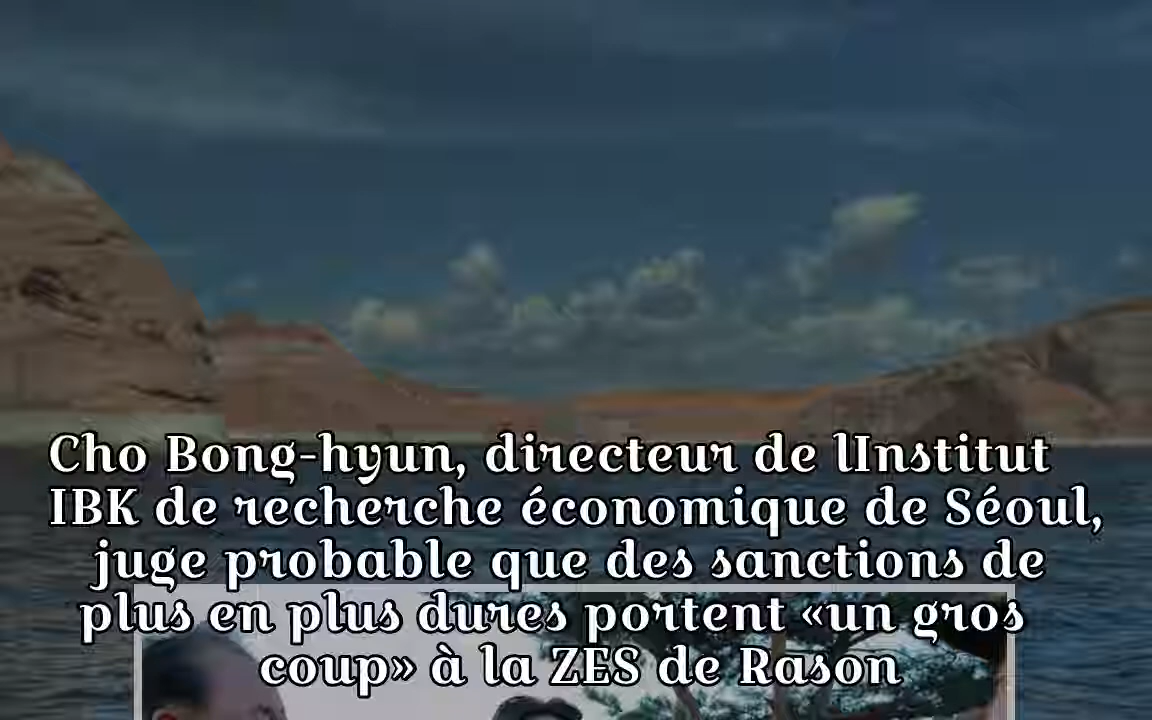 Cho Bong-hyun, directeur de lInstitut
IBK de recherche économique de Séoul,
juge probable que des sanctions de
plus en plus dures portent «un gros
coup» à la ZES de Rason